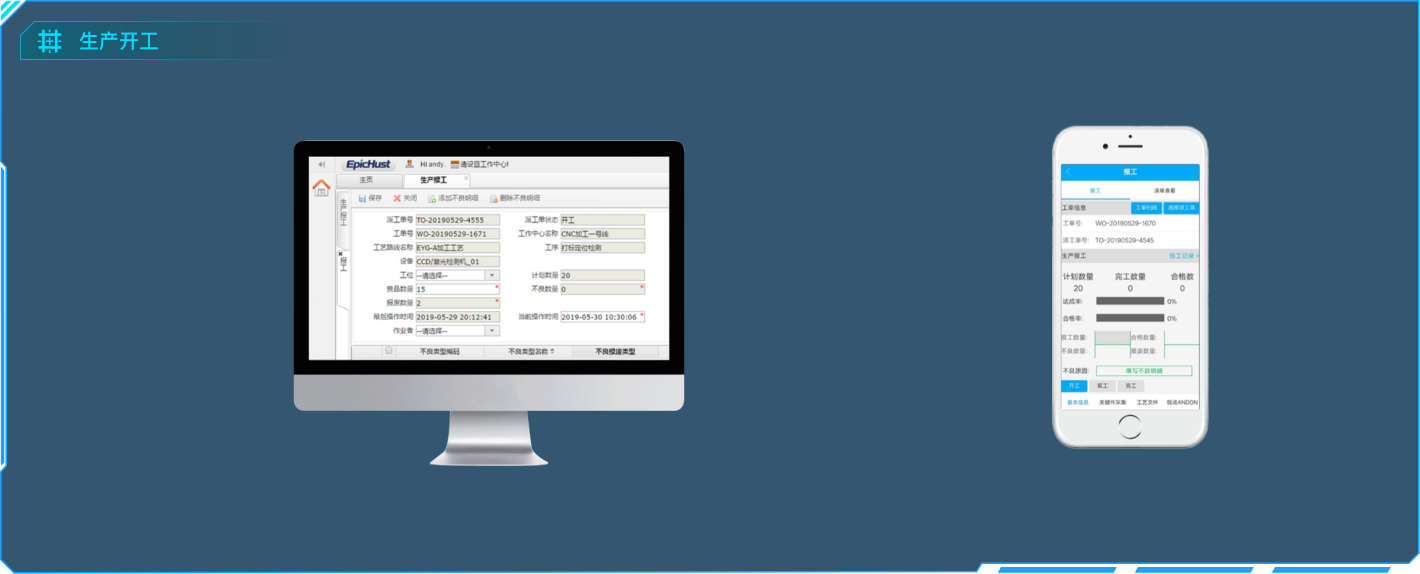 生产开工
EpicHust Hi andy. 请设置工作中心!
主页 生产报工
保存 关闭 添加不良明细 删除不良明细
生产报工
报工
派工单号 TO-20190529-4555 派工单状态 开工
工单号 WO-20190529-1671 工作中心名称 CNC加工一号线
工艺路线名称 EYG-A加工工艺 工序 打标定位检测
设备 CCD/激光检测机_01
工位 --请选择-- 计划数量 20
良品数量 15 * 不良数量 0 *
报废数量 2 *
最后操作时间 2019-05-29 20:12:41 当前操作时间 2019-05-30 10:30:06 *
作业者 --请选择--
不良类型编码 不良类型名称 不良报废类型
报工
报工 派单查看
工单信息 工单扫码 选择派工单
工单号: WO-20190529-1670
派工单号: TO-20190529-4545
生产报工 报工记录 >
计划数量 完工数量 合格数
20 0 0
达成率: 0%
合格率: 0%
报工数量: 合格数量:
不良数量: 报废数量:
不良原因: 填写不良明细
开工 报工 完工
基本信息 关键件采集 工艺文件 呼叫ANDON